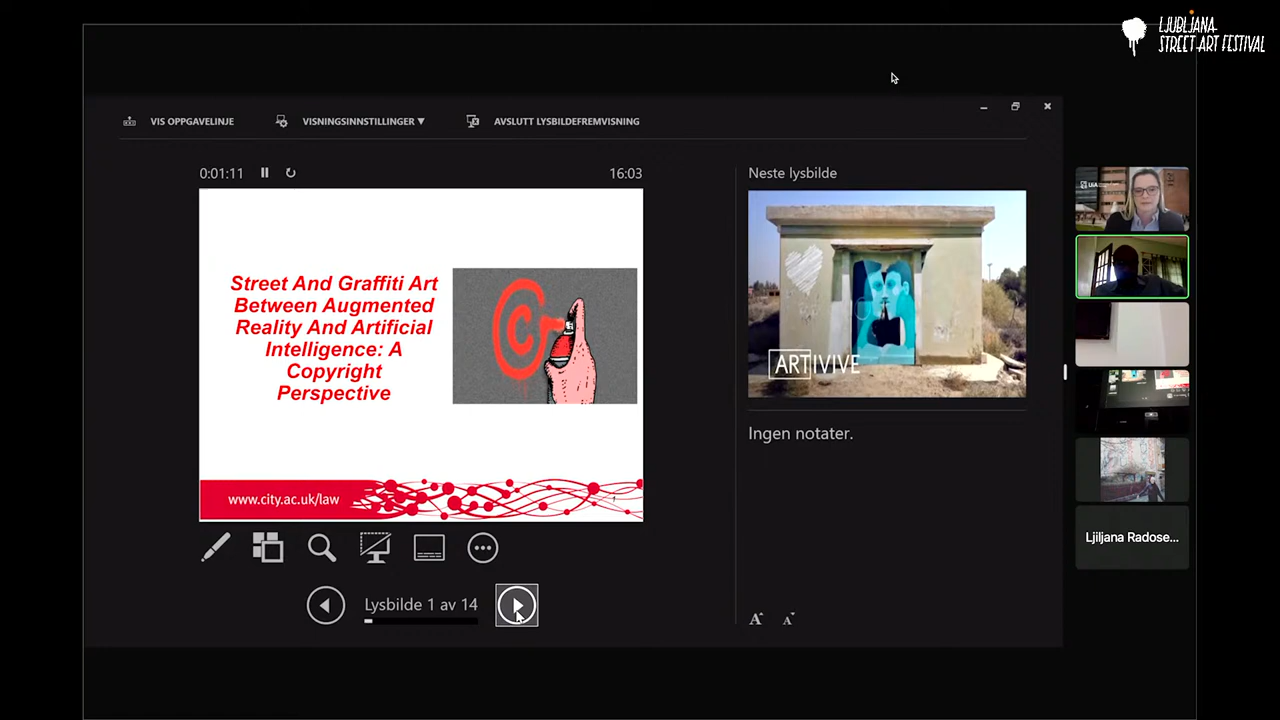 LJUBLJANA
STREET ART FESTIVAL
VIS OPPGAVELINJE
VISNINGSINNSTILLINGER ▼
AVSLUTT LYSBILDEFREMVISNING
0:01:11
16:03
Neste lysbilde
Street And Graffiti Art
Between Augmented
Reality And Artificial
Intelligence: A
Copyright
Perspective
C
www.city.ac.uk/law
1
ARTIVIVE
Ingen notater.
Lysbilde 1 av 14
A
A
Ljiljana Radose...